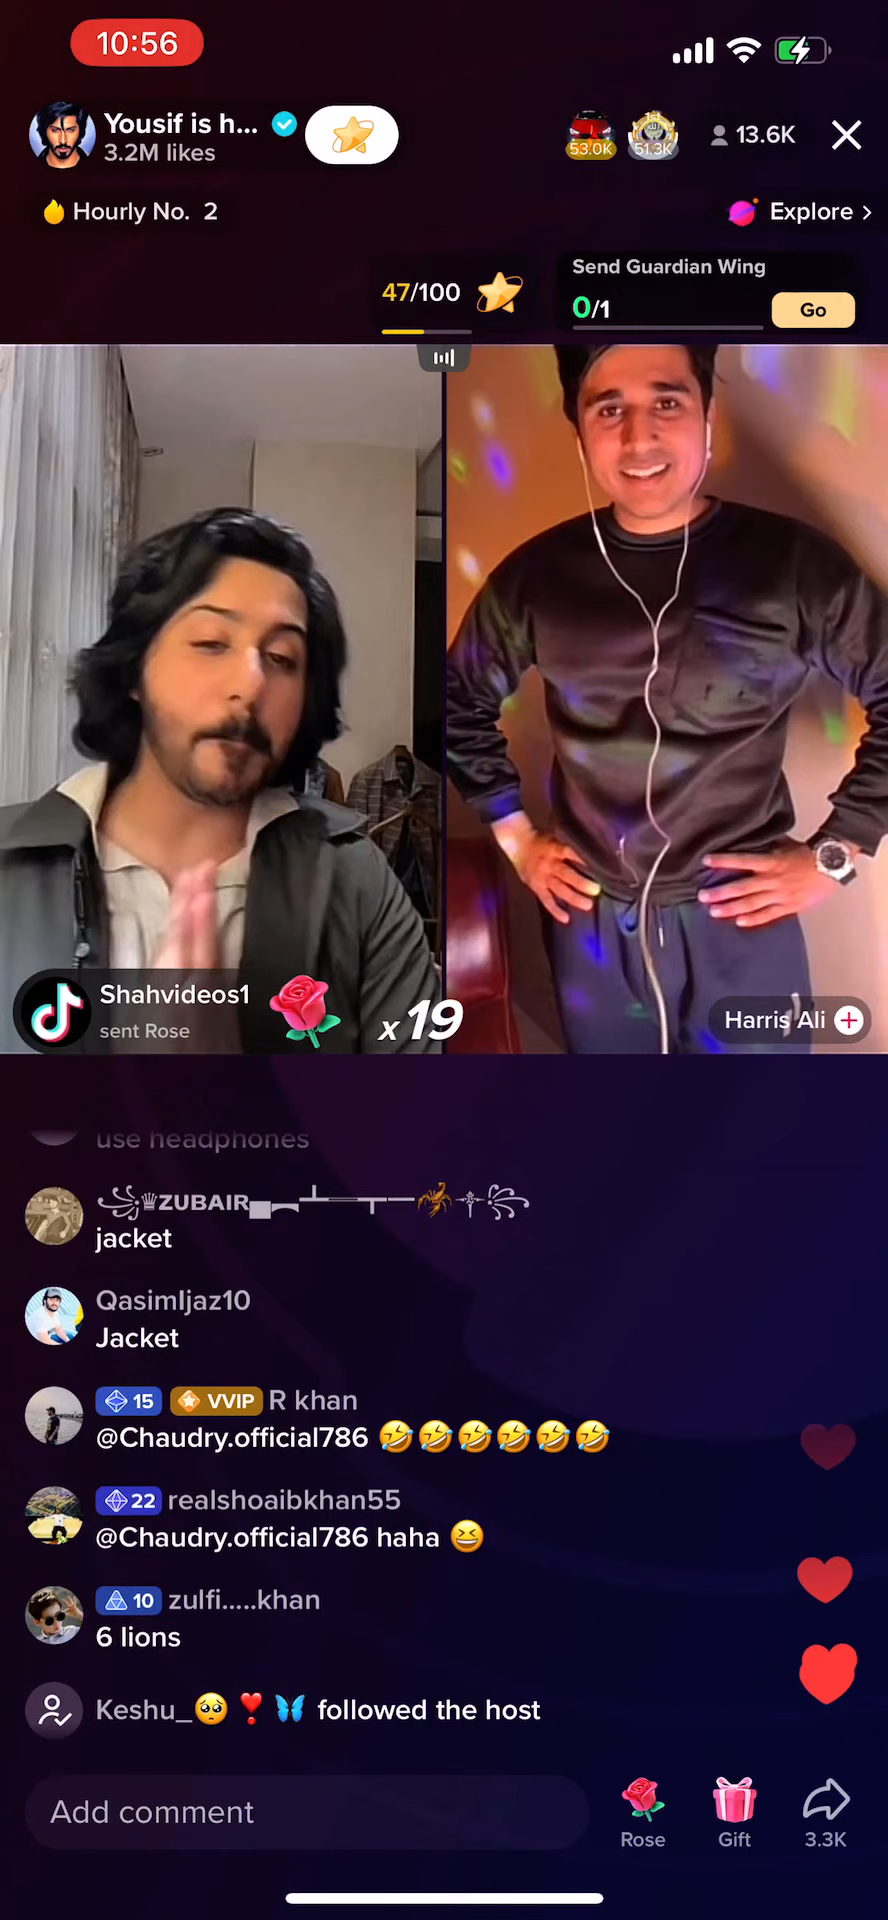 10:56
Yousif is h...
3.2M likes
53.0K
51.3K
13.6K
Hourly No. 2
Explore >
47/100
Send Guardian Wing
0/1
Go
Shahvideos1
sent Rose
x19
Harris Ali
use headphones
ZUBAIR
jacket
QasimIjaz10
Jacket
15 VVIP R khan
@Chaudry.official786 🤣🤣🤣🤣🤣🤣
22 realshoaibkhan55
@Chaudry.official786 haha 😆
10 zulfi.....khan
6 lions
Keshu_🥺❣️🦋 followed the host
Add comment
Rose
Gift
3.3K